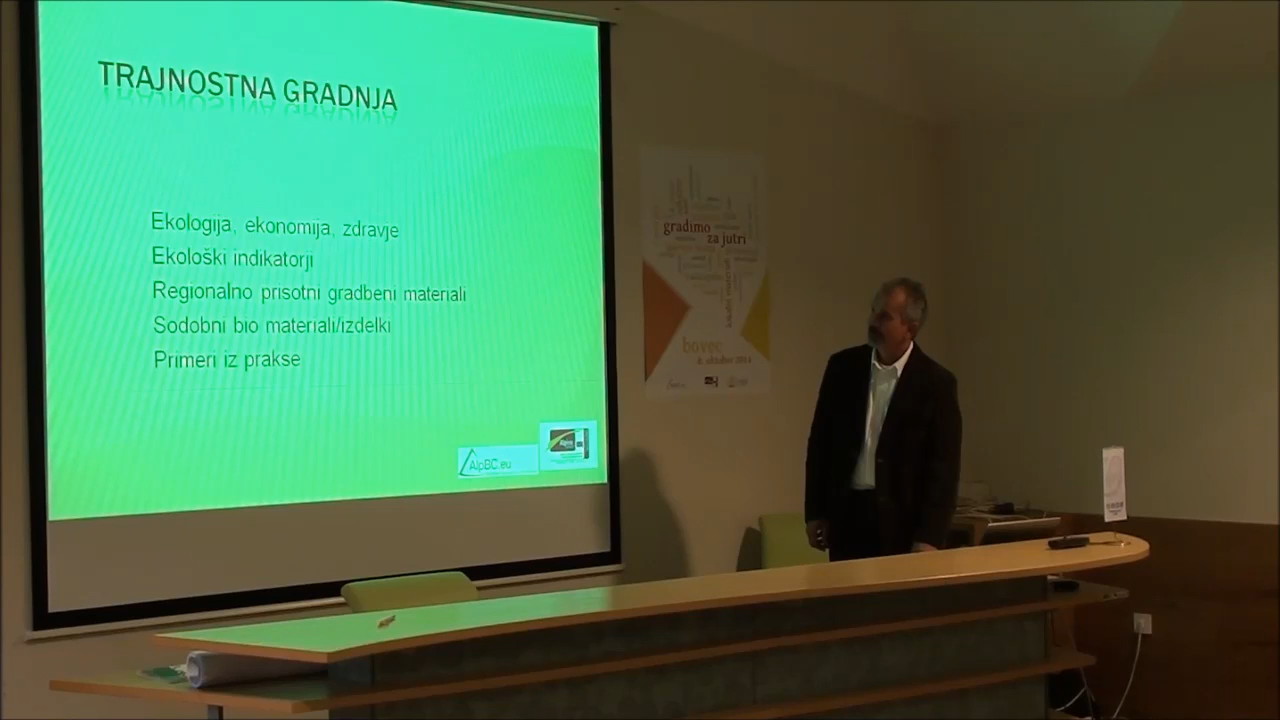 TRAJNOSTNA GRADNJA
Ekologija, ekonomija, zdravje
Ekološki indikatorji
Regionalno prisotni gradbeni materiali
Sodobni bio materiali/izdelki
Primeri iz prakse
AlpBC.eu
gradimo
za jutri
bovec